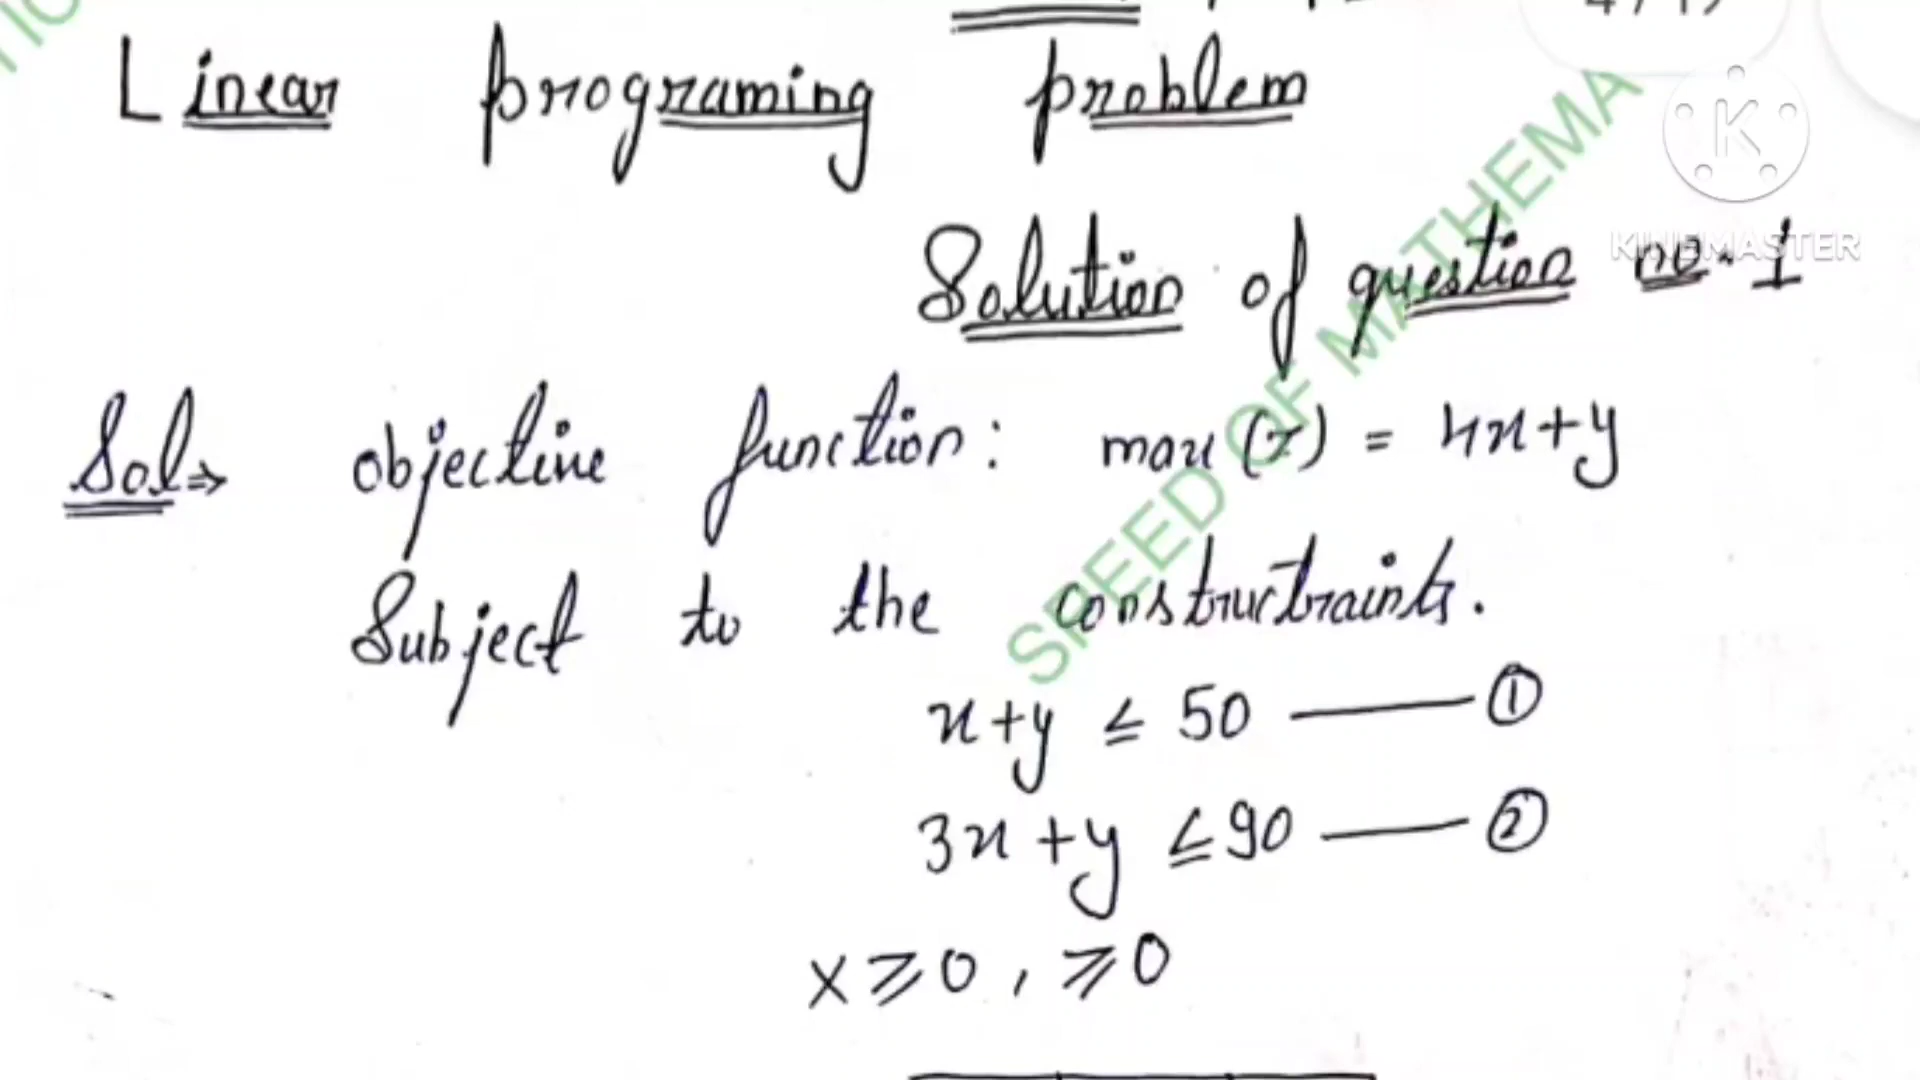 Linear programing problem
Solution of question no. 1
Sol⇒ objective function: max (z) = 4x+y
Subject to the constructraints.
x+y ≤ 50 —— ①
3x+y ≤ 90 —— ②
x ≥ 0, ≥ 0
SPEED OF MATHEMA
KINEMASTER